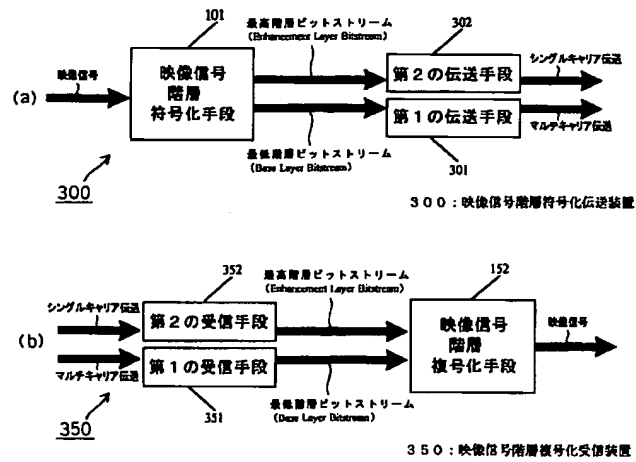 (a)
映像信号
101
映像信号
階層
符号化手段
最高階層ビットストリーム
(Enhancement Layer Bitstream)
302
第2の伝送手段
シングルキャリア伝送
最低階層ビットストリーム
(Base Layer Bitstream)
第1の伝送手段
301
マルチキャリア伝送
300
300:映像信号階層符号化伝送装置
(b)
シングルキャリア伝送
352
第2の受信手段
マルチキャリア伝送
第1の受信手段
351
最高階層ビットストリーム
(Enhancement Layer Bitstream)
最低階層ビットストリーム
(Base Layer Bitstream)
152
映像信号
階層
複号化手段
映像信号
350
350:映像信号階層複号化受信装置